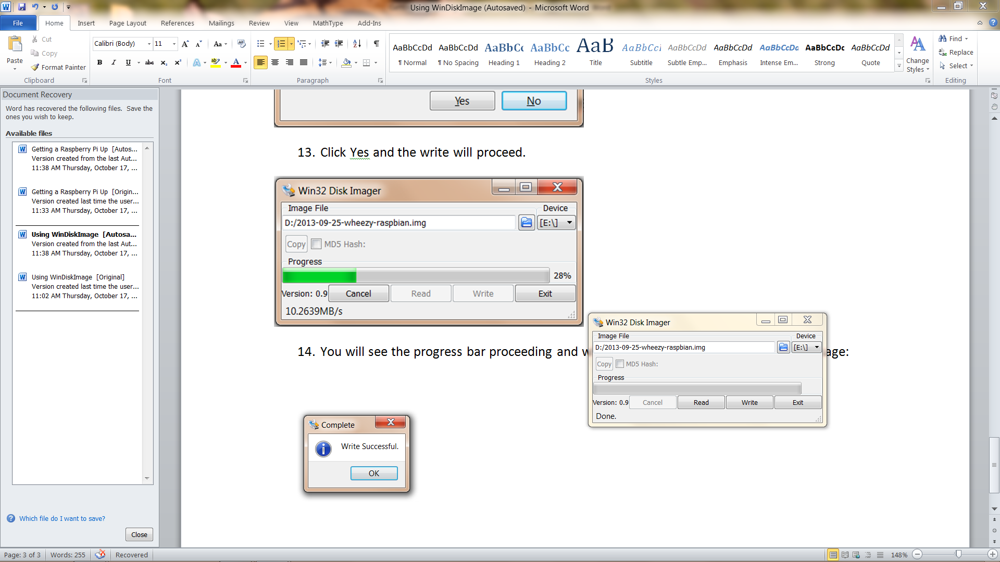 Using WinDiskImage (Autosaved) - Microsoft Word
File Home Insert Page Layout References Mailings Review View MathType Add-Ins
Paste
Cut
Copy
Format Painter
Clipboard
Calibri (Body) 11
Font
Paragraph
AaBbCcDd AaBbCcDd AaBbCc AaBbCc AaB AaBbCcI AaBbCcDd AaBbCcDd AaBbCcDd AaBbCcDc AaBbCcDd
¶ Normal ¶ No Spacing Heading 1 Heading 2 Title Subtitle Subtle Emp... Emphasis Intense Em... Strong Quote
Styles
Change
Styles
Find
Replace
Select
Editing
Document Recovery
Word has recovered the following files. Save the
ones you wish to keep.
Available files
Getting a Raspberry Pi Up [Autos...
Version created from the last Aut...
11:38 AM Thursday, October 17, ...
Getting a Raspberry Pi Up [Origin...
Version created last time the user...
11:33 AM Thursday, October 17, ...
Using WinDiskImage [Autosa...
Version created from the last Aut...
11:38 AM Thursday, October 17, ...
Using WinDiskImage [Original]
Version created last time the user...
11:02 AM Thursday, October 17, ...
Which file do I want to save?
Close
Yes No
13. Click Yes and the write will proceed.
Win32 Disk Imager
Image File Device
D:/2013-09-25-wheezy-raspbian.img [E:\]
Copy MD5 Hash:
Progress
28%
Version: 0.9 Cancel Read Write Exit
10.2639MB/s
14. You will see the progress bar proceeding and w age:
Win32 Disk Imager
Image File Device
D:/2013-09-25-wheezy-raspbian.img [E:\]
Copy MD5 Hash:
Progress
Version: 0.9 Cancel Read Write Exit
Done.
Complete
Write Successful.
OK
Page: 3 of 3 Words: 255 Recovered 148%